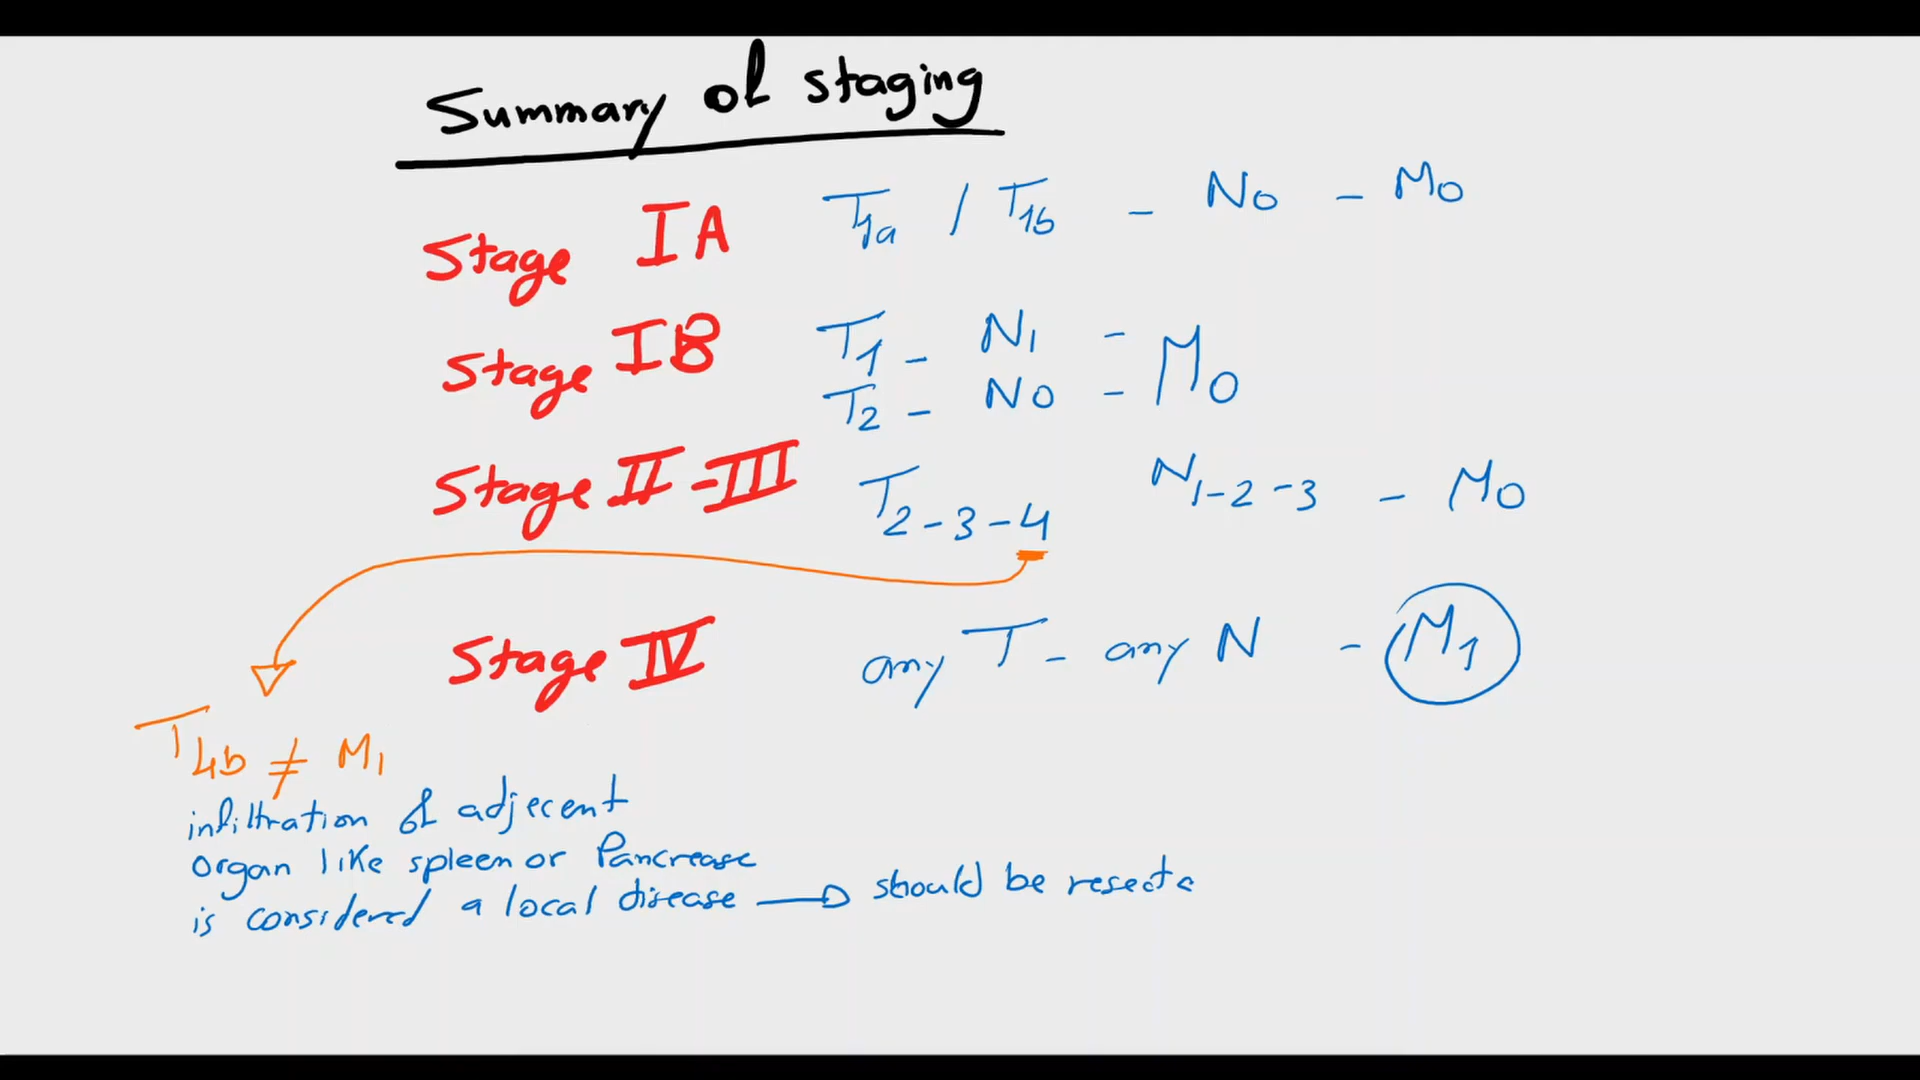 Summary of staging
Stage IA T1a / T1b - N0 - M0
Stage IB T1 - N1 - M0
T2 - N0 -
Stage II-III T2-3-4 N1-2-3 - M0
Stage IV any T - any N - M1
T4b ≠ M1
infiltration of adjecent
organ like spleen or Pancrease
is considered a local disease → should be resecte